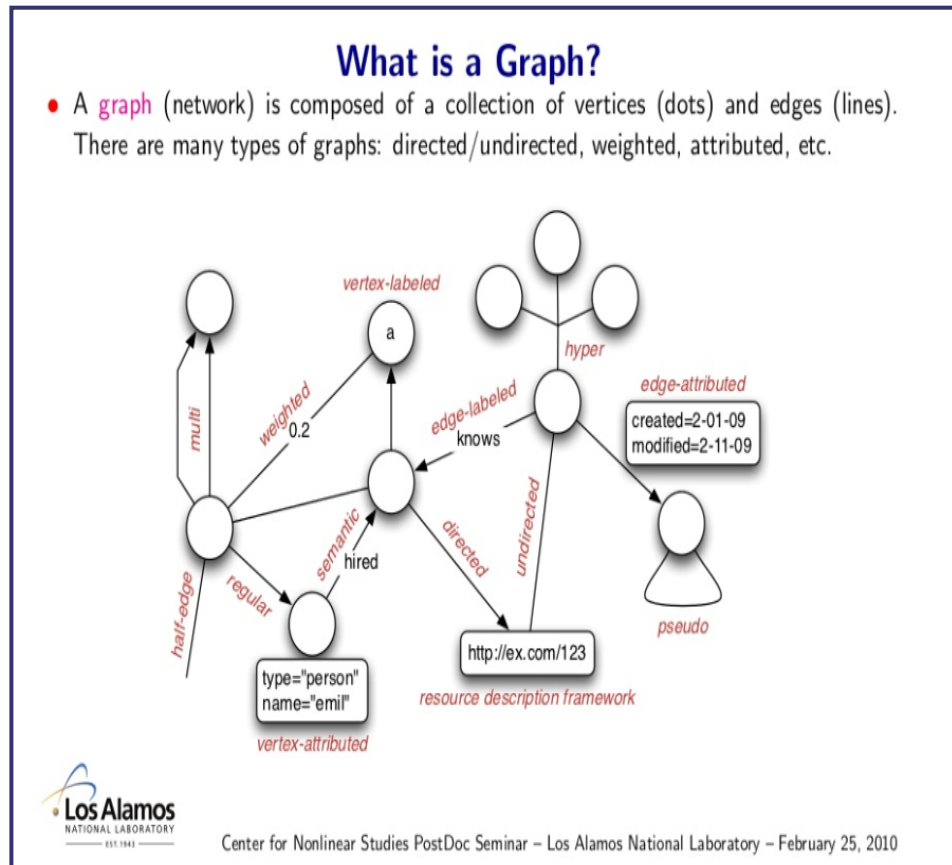 What is a Graph?
• A graph (network) is composed of a collection of vertices (dots) and edges (lines).
There are many types of graphs: directed/undirected, weighted, attributed, etc.
vertex-labeled
a
hyper
multi
weighted
0.2
edge-labeled
knows
edge-attributed
created=2-01-09
modified=2-11-09
semantic
hired
directed
undirected
half-edge
regular
pseudo
http://ex.com/123
resource description framework
type="person"
name="emil"
vertex-attributed
Los Alamos
NATIONAL LABORATORY
EST. 1943
Center for Nonlinear Studies PostDoc Seminar – Los Alamos National Laboratory – February 25, 2010